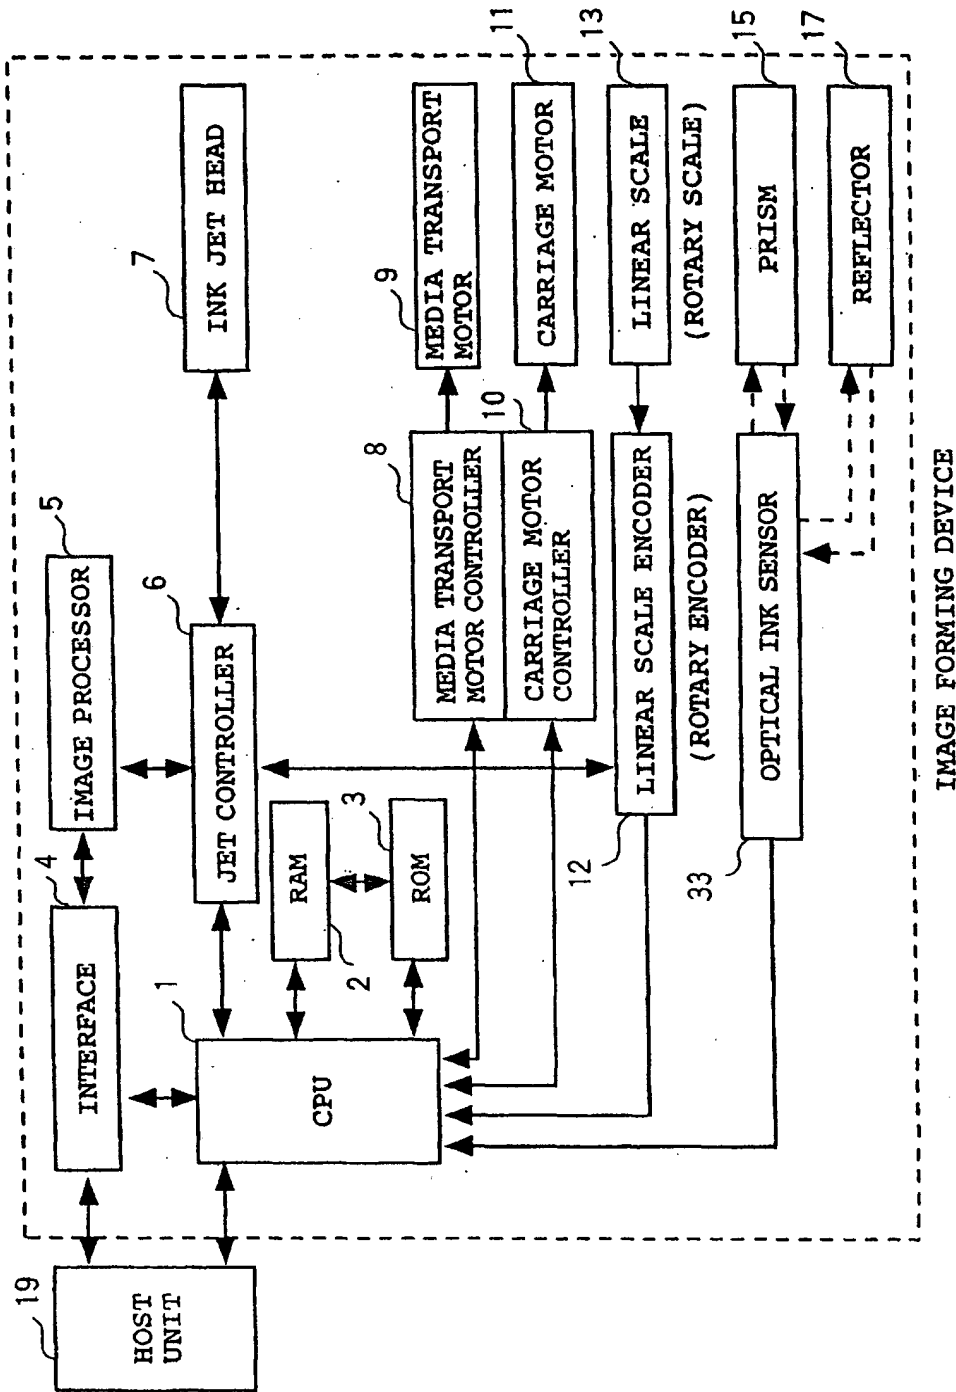 19
HOST
UNIT
INTERFACE
4
IMAGE PROCESSOR
5
1
CPU
JET CONTROLLER
6
INK JET HEAD
7
RAM
2
ROM
3
MEDIA TRANSPORT
MOTOR CONTROLLER
8
MEDIA TRANSPORT
MOTOR
9
CARRIAGE MOTOR
CONTROLLER
10
CARRIAGE MOTOR
11
LINEAR SCALE ENCODER
12
(ROTARY ENCODER)
LINEAR SCALE
13
(ROTARY SCALE)
OPTICAL INK SENSOR
33
PRISM
15
REFLECTOR
17
IMAGE FORMING DEVICE